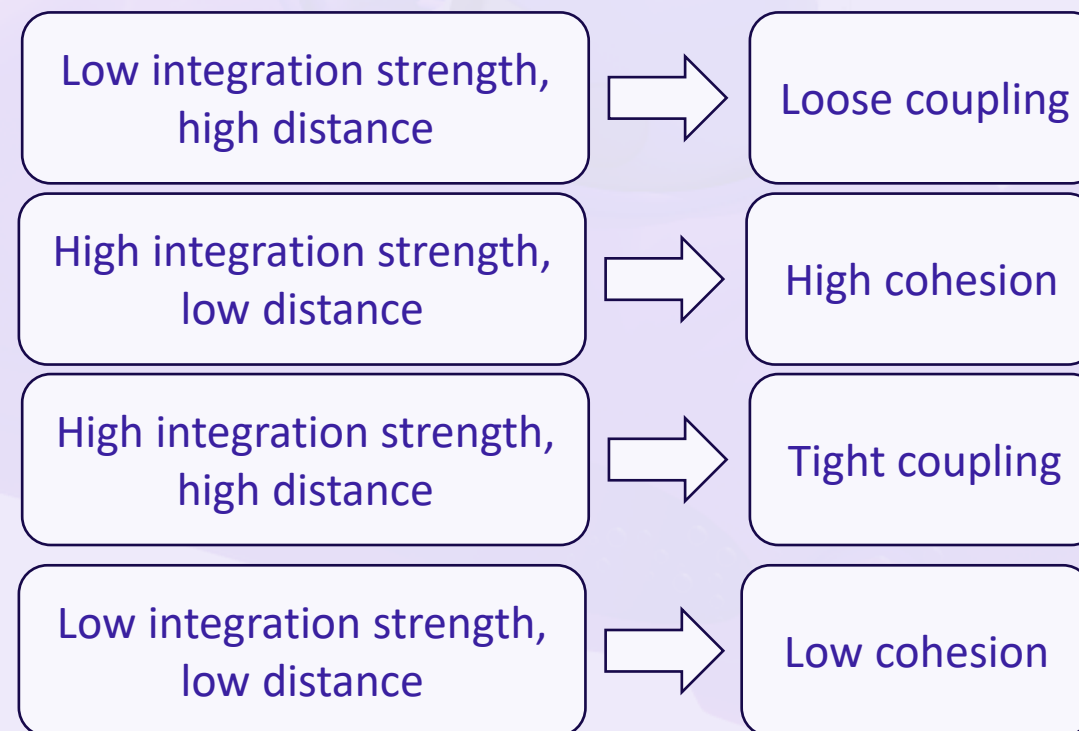 Low integration strength,
high distance
Loose coupling
High integration strength,
low distance
High cohesion
High integration strength,
high distance
Tight coupling
Low integration strength,
low distance
Low cohesion